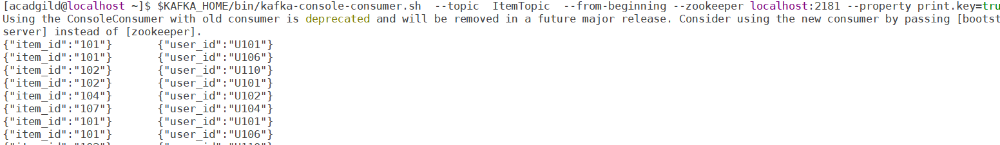 [acadgild@localhost ~]$ $KAFKA_HOME/bin/kafka-console-consumer.sh  --topic  ItemTopic  --from-beginning --zookeeper localhost:2181 --property print.key=tru
Using the ConsoleConsumer with old consumer is deprecated and will be removed in a future major release. Consider using the new consumer by passing [bootst
server] instead of [zookeeper].
{"item_id":"101"}       {"user_id":"U101"}
{"item_id":"101"}       {"user_id":"U106"}
{"item_id":"102"}       {"user_id":"U110"}
{"item_id":"102"}       {"user_id":"U101"}
{"item_id":"104"}       {"user_id":"U102"}
{"item_id":"107"}       {"user_id":"U104"}
{"item_id":"101"}       {"user_id":"U101"}
{"item_id":"101"}       {"user_id":"U106"}